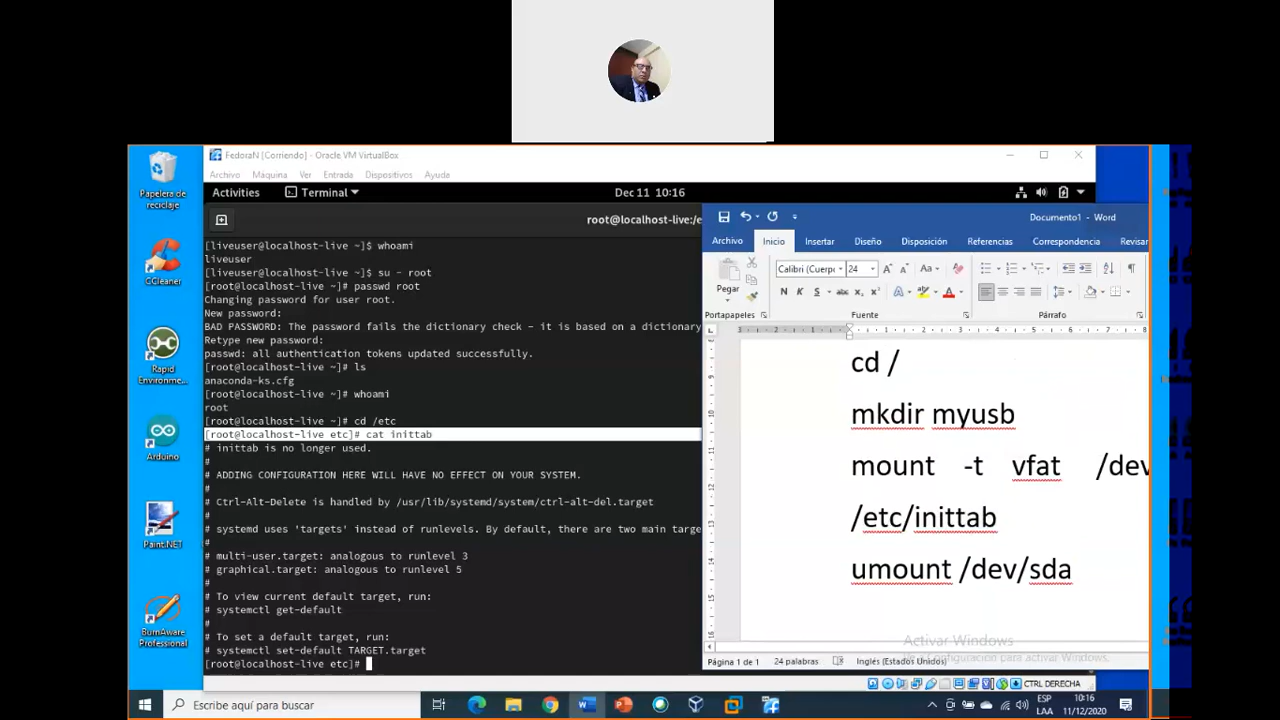 FedoraN [Corriendo] - Oracle VM VirtualBox
Archivo Máquina Ver Entrada Dispositivos Ayuda
Activities Terminal Dec 11 10:16
root@localhost-live:/e
[liveuser@localhost-live ~]$ whoami
liveuser
[liveuser@localhost-live ~]$ su - root
[root@localhost-live ~]# passwd root
Changing password for user root.
New password:
BAD PASSWORD: The password fails the dictionary check - it is based on a dictionary
Retype new password:
passwd: all authentication tokens updated successfully.
[root@localhost-live ~]# ls
anaconda-ks.cfg
[root@localhost-live ~]# whoami
root
[root@localhost-live ~]# cd /etc
[root@localhost-live etc]# cat inittab
# inittab is no longer used.
#
# ADDING CONFIGURATION HERE WILL HAVE NO EFFECT ON YOUR SYSTEM.
#
# Ctrl-Alt-Delete is handled by /usr/lib/systemd/system/ctrl-alt-del.target
#
# systemd uses 'targets' instead of runlevels. By default, there are two main targe
#
# multi-user.target: analogous to runlevel 3
# graphical.target: analogous to runlevel 5
#
# To view current default target, run:
# systemctl get-default
#
# To set a default target, run:
# systemctl set-default TARGET.target
[root@localhost-live etc]#
Documento1 - Word
Archivo Inicio Insertar Diseño Disposición Referencias Correspondencia Revisar
Calibri (Cuerp 24
Pegar
N K S abc
Portapapeles Fuente Párrafo
cd /
mkdir myusb
mount -t vfat /dev
/etc/inittab
umount /dev/sda
Activar Windows
Página 1 de 1 24 palabras Inglés (Estados Unidos)
CTRL DERECHA
Papelera de
reciclaje
CCleaner
Rapid
Environme...
Arduino
Paint.NET
BurnAware
Professional
Escribe aquí para buscar
ESP
LAA
10:16
11/12/2020